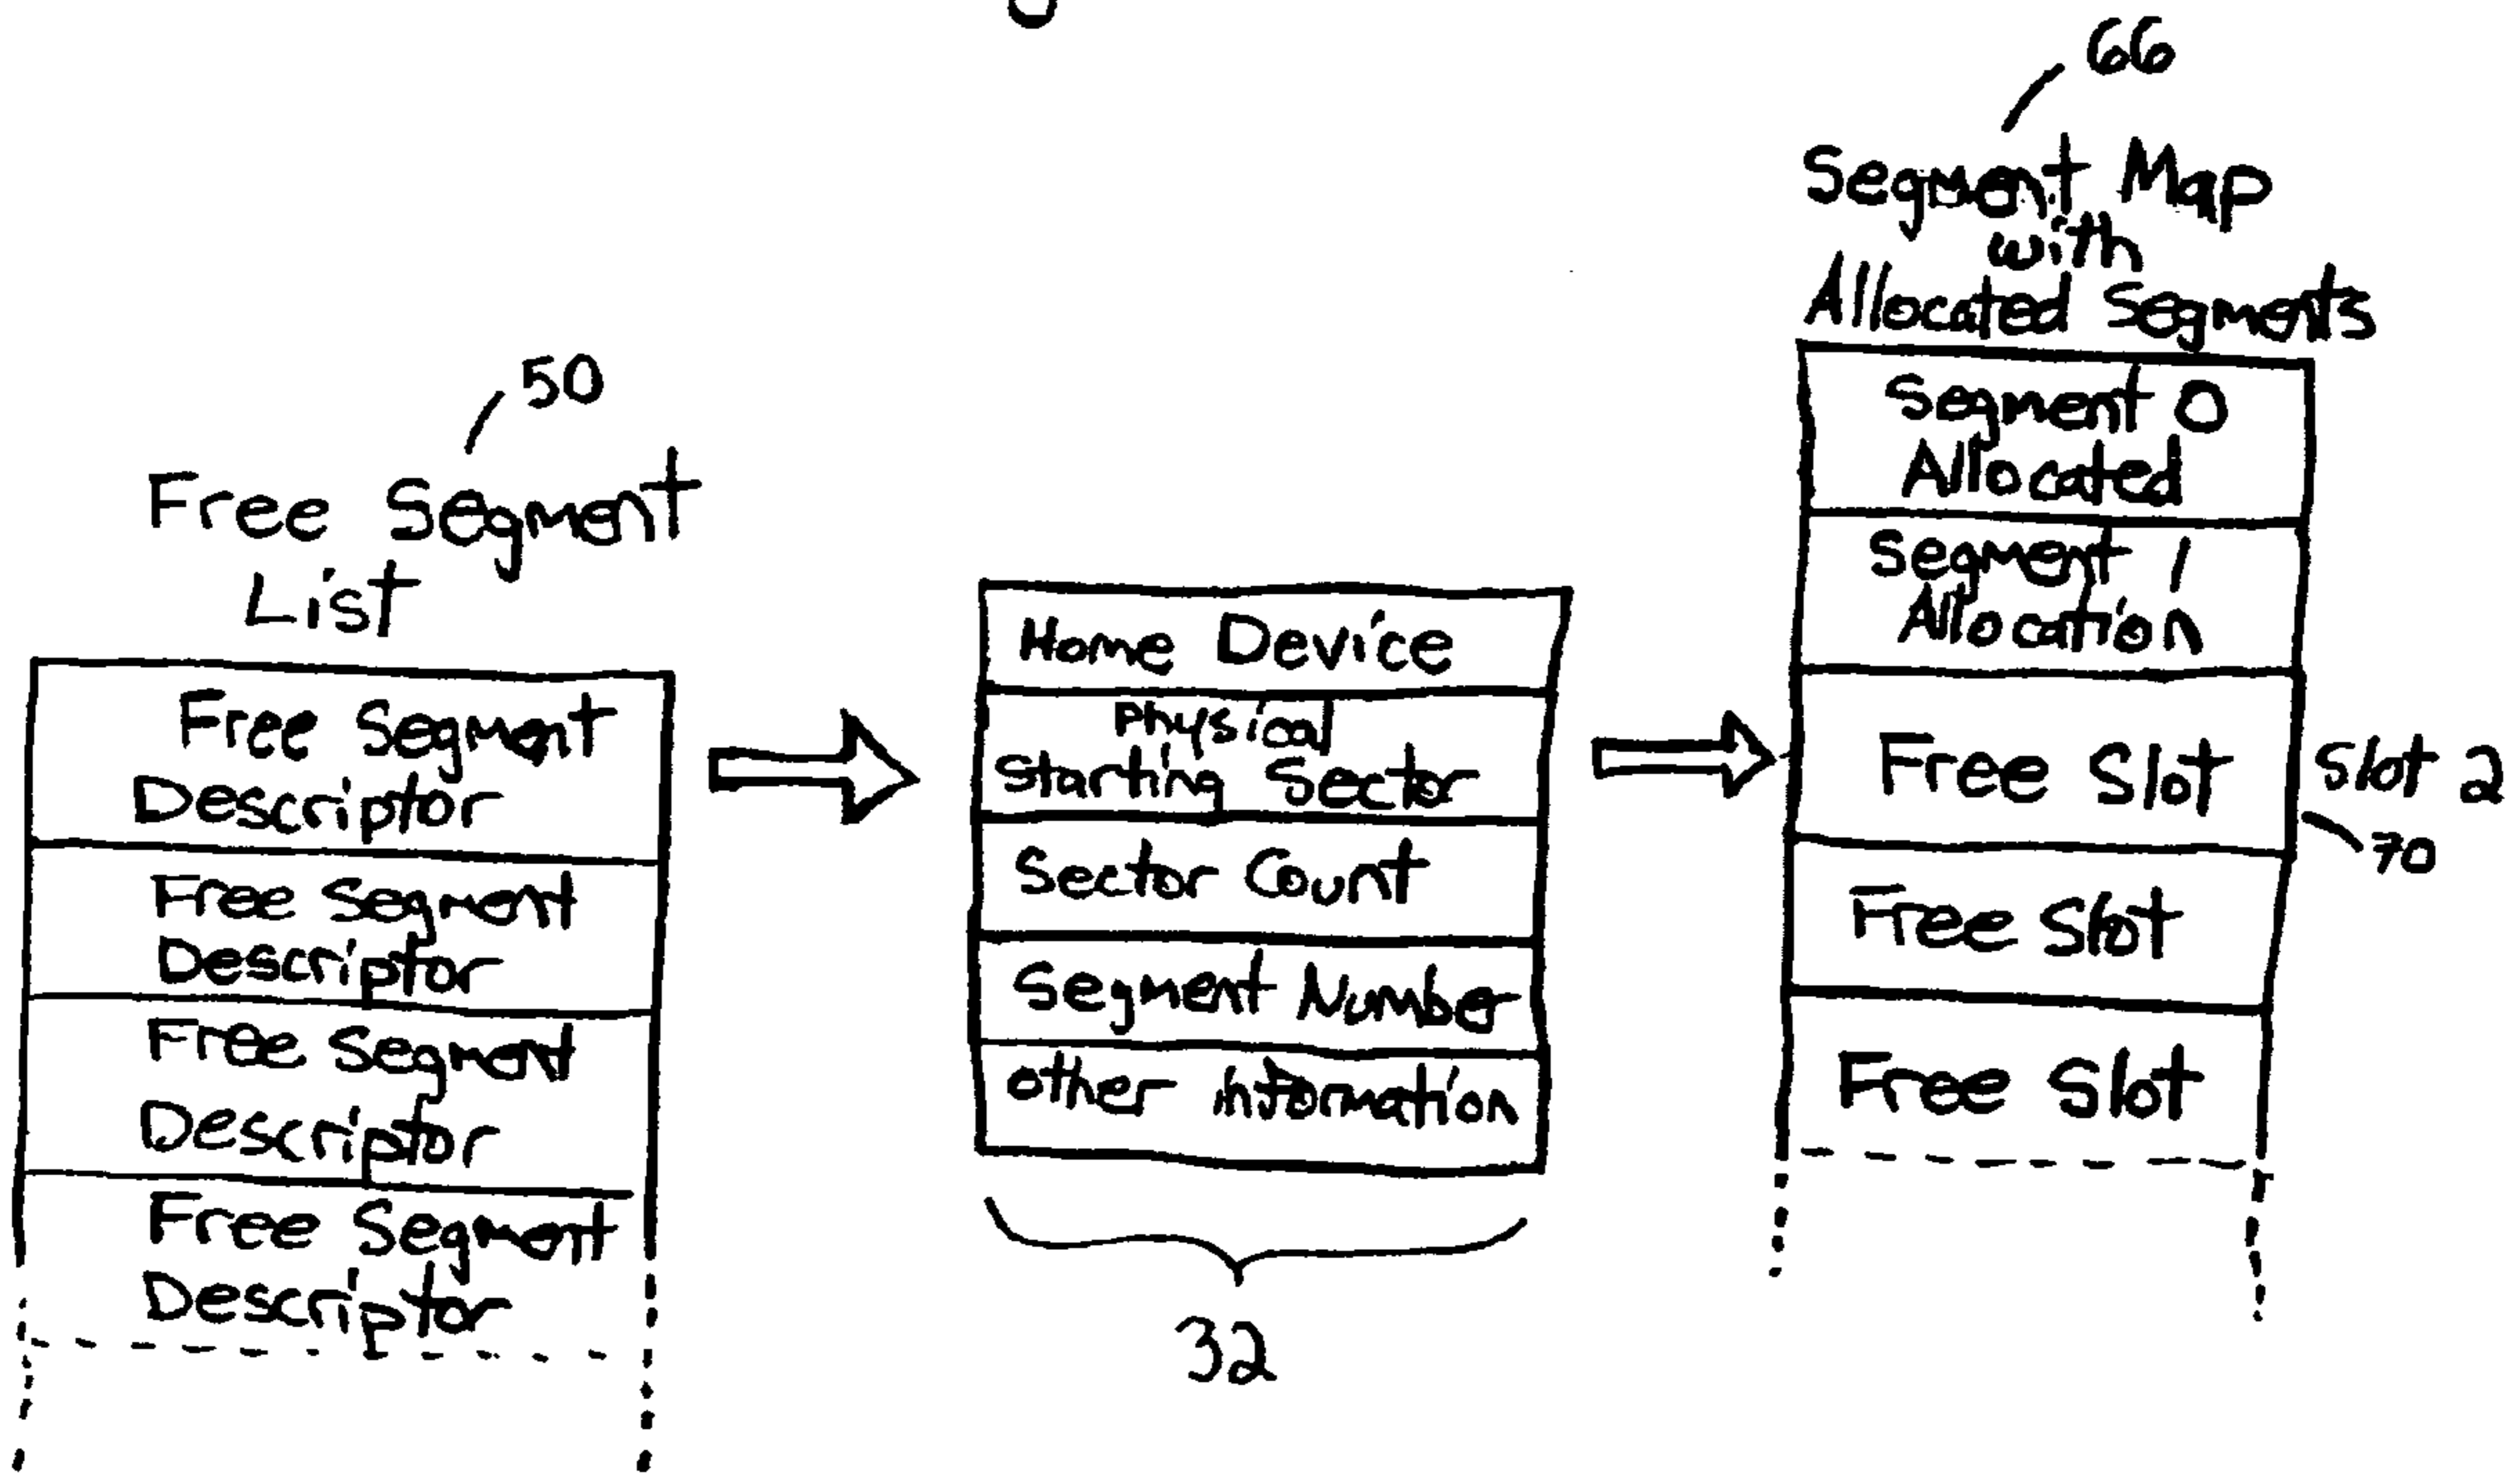 50
Free Segment
List
Free Segment
Descriptor
Free Segment
Descriptor
Free Segment
Descriptor
Free Segment
Descriptor
Home Device
Physical
Starting Sector
Sector Count
Segment Number
other information
32
66
Segment Map
with
Allocated Segments
Segment 0
Allocated
Segment 1
Allocation
Free Slot
Slot 2
70
Free Slot
Free Slot